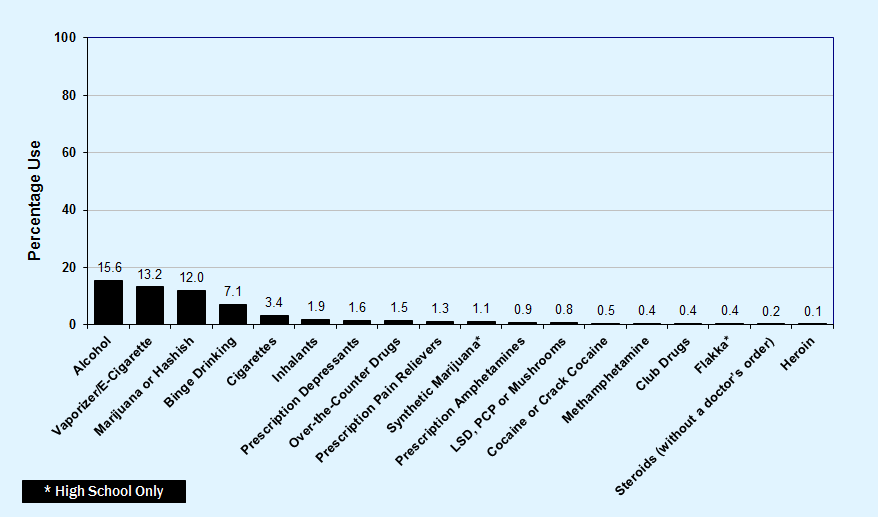 100
80
60
40
20
0
Percentage Use
15.6
13.2
12.0
7.1
3.4
1.9
1.6
1.5
1.3
1.1
0.9
0.8
0.5
0.4
0.4
0.4
0.2
0.1
Alcohol
Vaporizer/E-Cigarette
Marijuana or Hashish
Binge Drinking
Cigarettes
Inhalants
Prescription Depressants
Over-the-Counter Drugs
Prescription Pain Relievers
Synthetic Marijuana*
Prescription Amphetamines
LSD, PCP or Mushrooms
Cocaine or Crack Cocaine
Methamphetamine
Club Drugs
Flakka*
Steroids (without a doctor's order)
Heroin
* High School Only